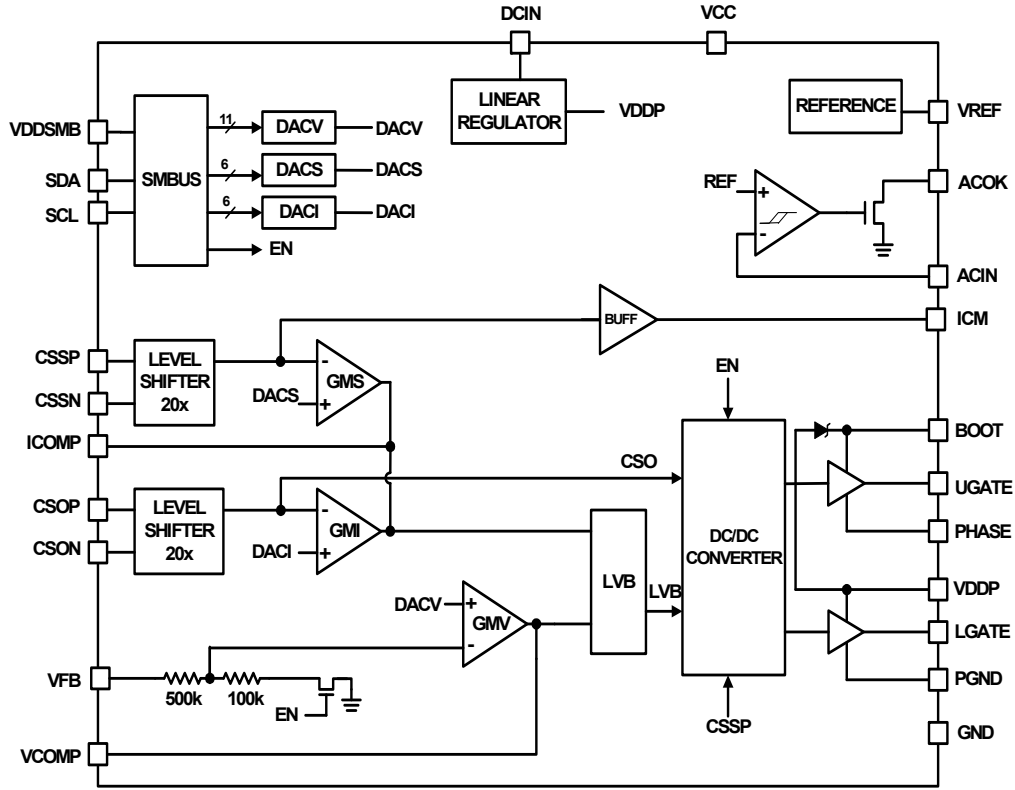 DCIN
VCC
LINEAR
REGULATOR
VDDP
REFERENCE
VREF
VDDSMB
SDA
SCL
SMBUS
11
DACV
DACV
6
DACS
DACS
6
DACI
DACI
EN
REF
+
-
ACOK
ACIN
ICM
BUFF
CSSP
CSSN
LEVEL
SHIFTER
20x
-
GMS
DACS
+
ICOMP
EN
BOOT
UGATE
PHASE
CSO
CSOP
CSON
LEVEL
SHIFTER
20x
-
GMI
DACI
+
LVB
LVB
DC/DC
CONVERTER
VDDP
LGATE
PGND
GND
DACV
+
GMV
-
VFB
500k
100k
EN
CSSP
VCOMP